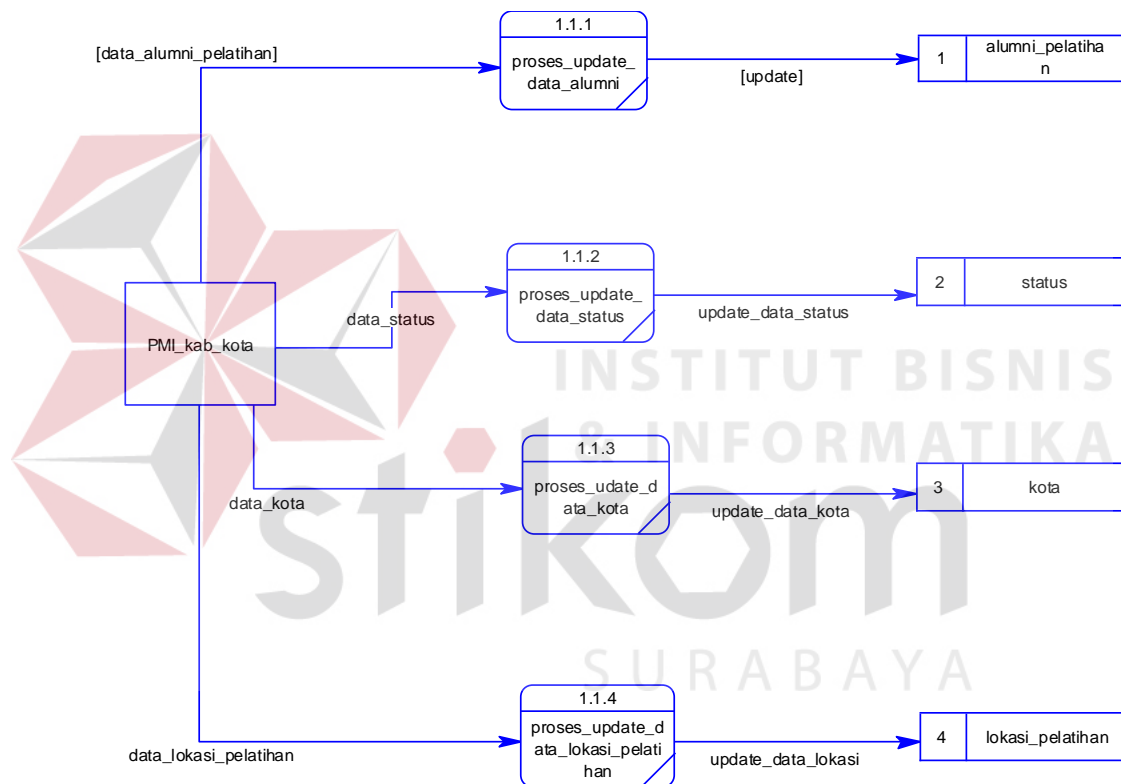 1.1.1
[data_alumni_pelatihan]
proses_update_
data_alumni
[update]
1
alumni_pelatiha
n
1.1.2
proses_update_
data_status
data_status
update_data_status
2
status
PMI_kab_kota
INSTITUT BISNIS
& INFORMATIKA
stikom
SURABAYA
1.1.3
proses_udate_d
ata_kota
data_kota
update_data_kota
3
kota
1.1.4
proses_update_d
ata_lokasi_pelati
han
data_lokasi_pelatihan
update_data_lokasi
4
lokasi_pelatihan